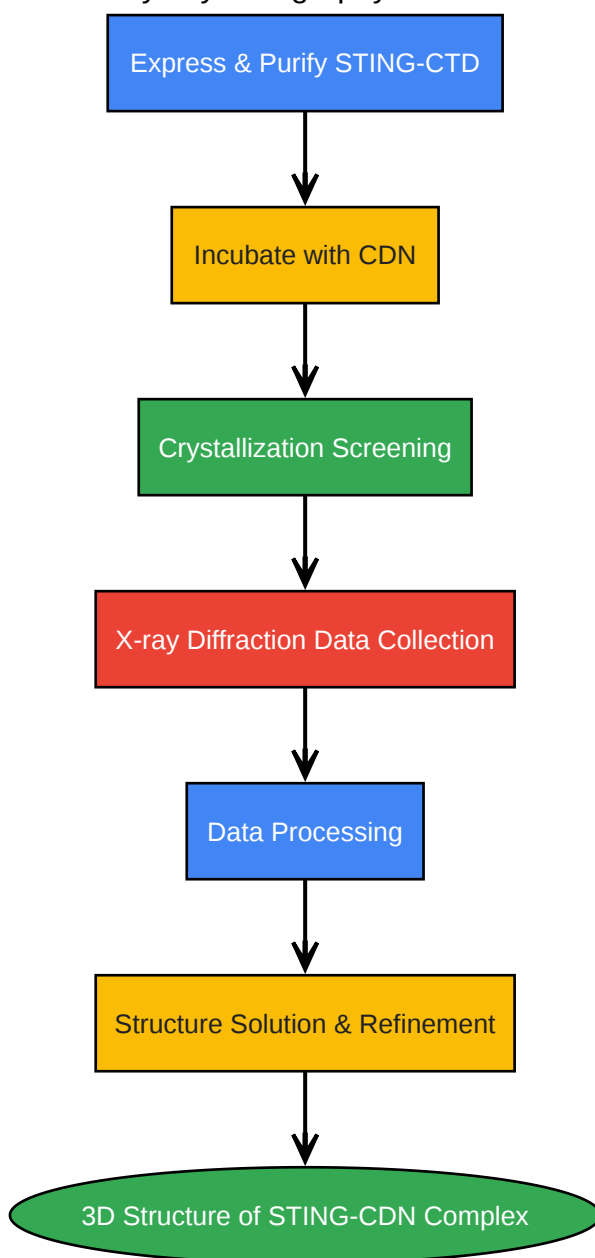 Express & Purify STING-CTD
Incubate with CDN
Crystallization Screening
X-ray Diffraction Data Collection
Data Processing
Structure Solution & Refinement
3D Structure of STING-CDN Complex